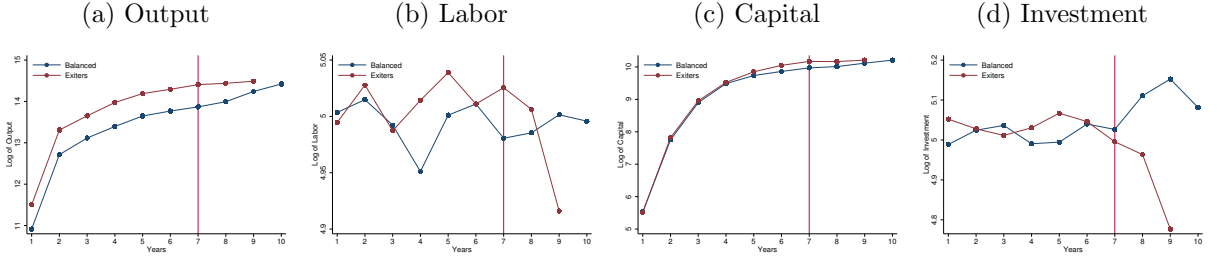 (a) Output
(b) Labor
(c) Capital
(d) Investment
Log of Output
15
14
13
12
11
Balanced
Exiters
1 2 3 4 5 6 7 8 9 10
Years
Log of Labor
5.05
5
4.95
4.9
Balanced
Exiters
1 2 3 4 5 6 7 8 9 10
Years
Log of Capital
10
9
8
7
6
5
Balanced
Exiters
1 2 3 4 5 6 7 8 9 10
Years
Log of Investment
5.2
5.1
5
4.9
4.8
Balanced
Exiters
1 2 3 4 5 6 7 8 9 10
Years